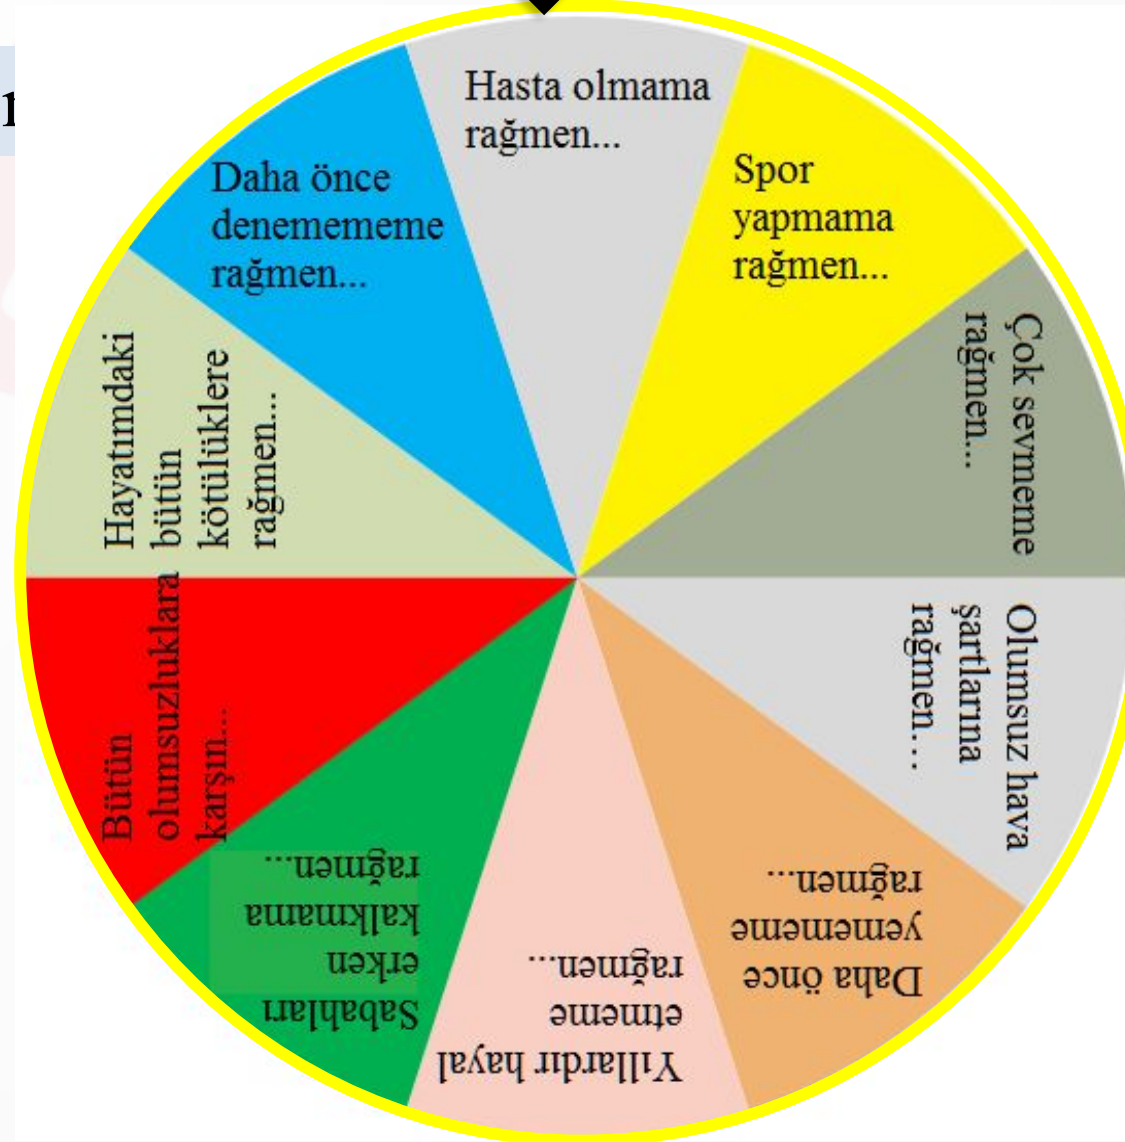 Hasta olmama
rağmen...
Spor
yapmama
rağmen...
Çok sevmeme
rağmen...
Olumsuz hava
şartlarına
rağmen…
Daha önce
yemememe
rağmen...
Yıllardır hayal
etmeme
rağmen...
Sabahları
erken
kalkmama
rağmen...
Bütün
olumsuzluklara
karşın...
Hayatımdaki
bütün
kötülüklere
rağmen...
Daha önce
denemememe
rağmen...